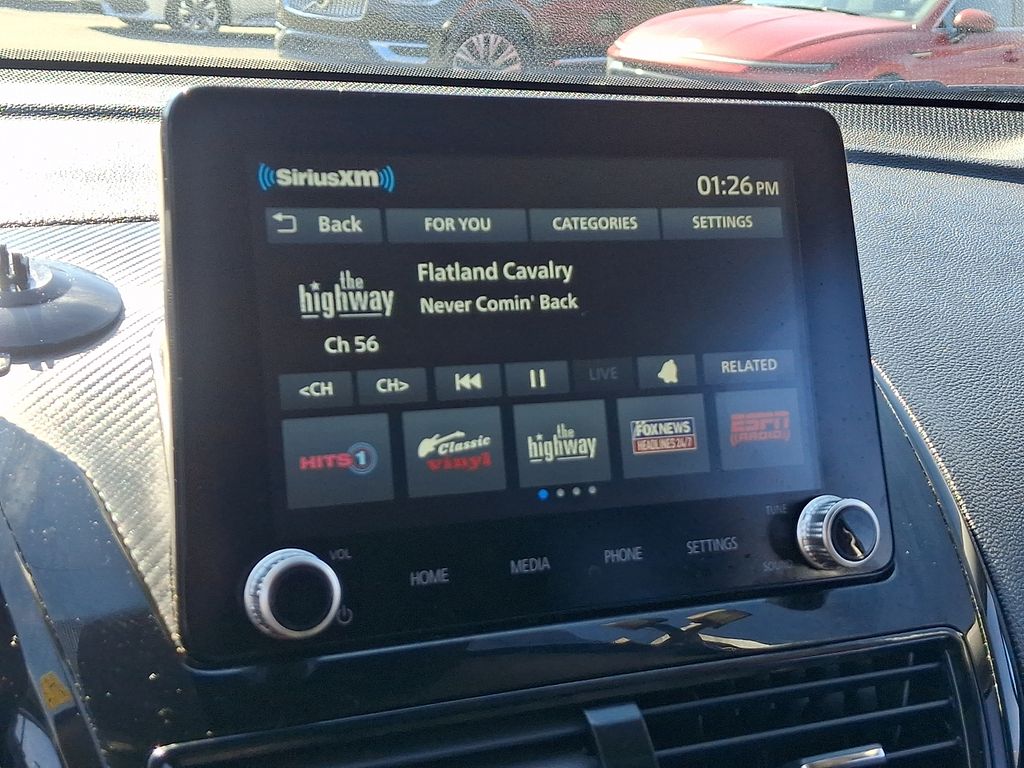 SiriusXM
01:26 PM
Back
FOR YOU
CATEGORIES
SETTINGS
the
highway
Flatland Cavalry
Never Comin' Back
Ch 56
<CH
CH>
LIVE
RELATED
HITS 1
Classic
vinyl
the
highway
FOX NEWS
HEADLINES 24/7
ESPN
RADIO
VOL
HOME
MEDIA
PHONE
SETTINGS
TUNE
SOUND